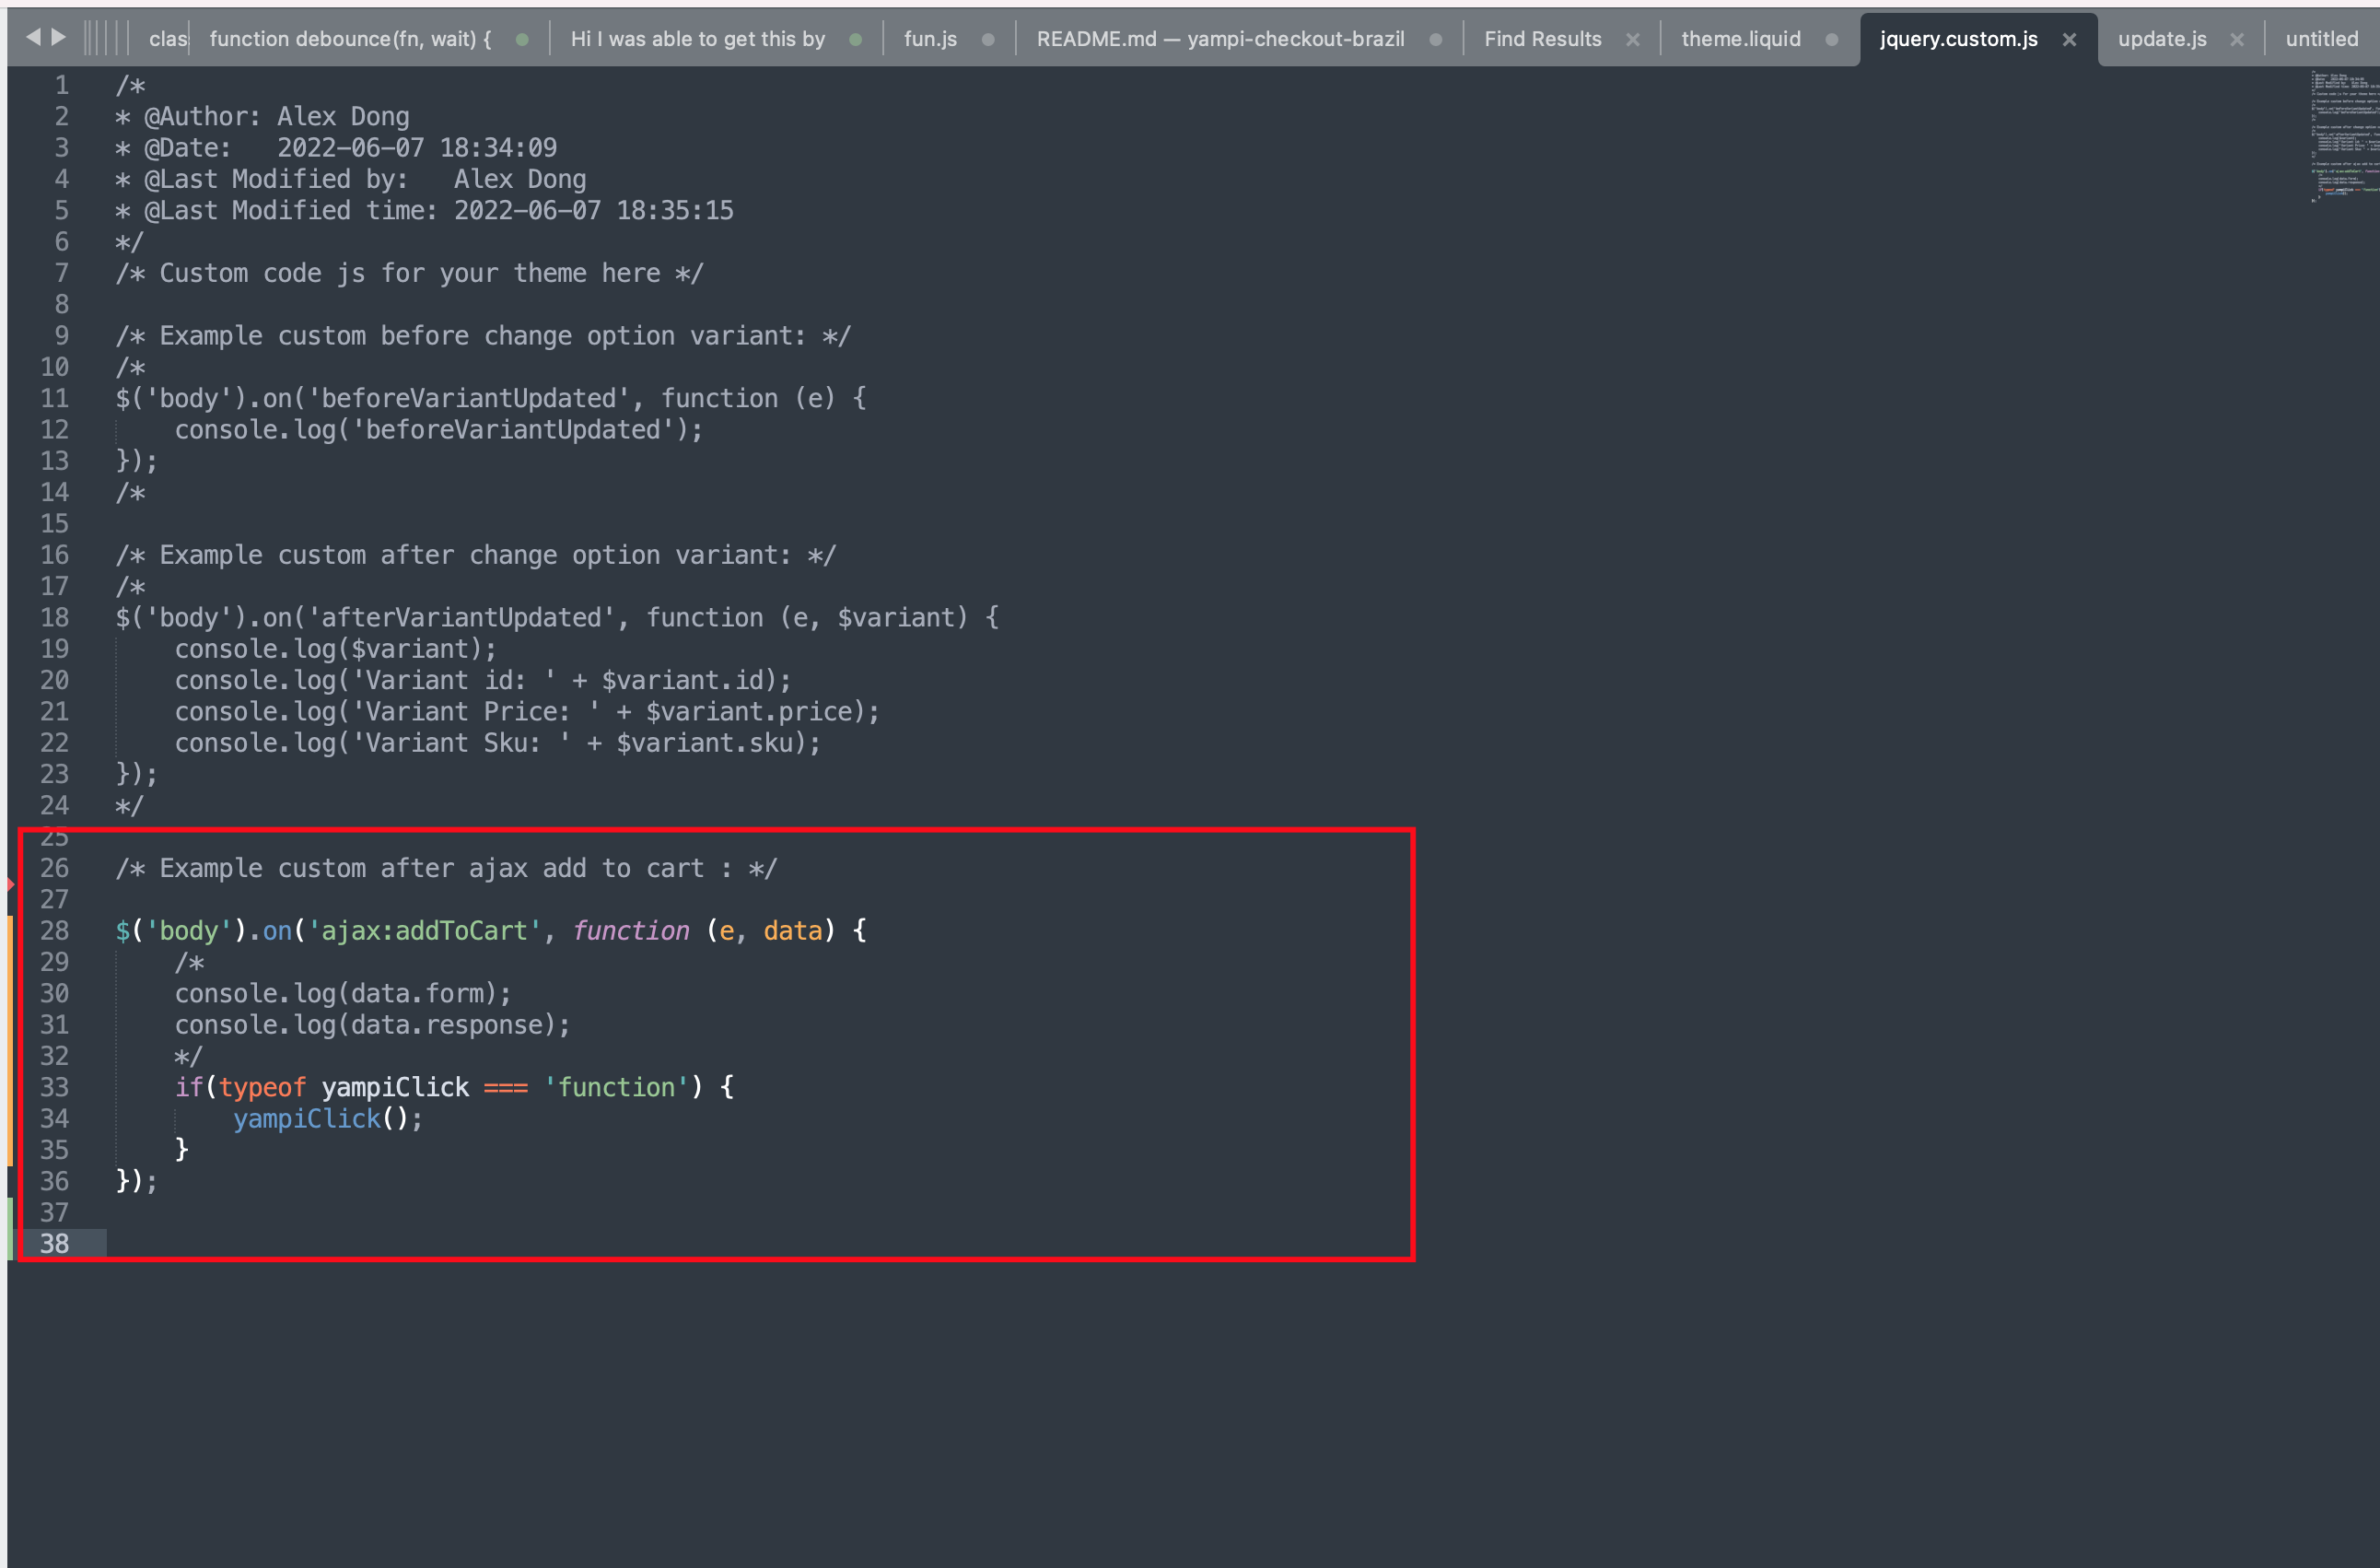 clas function debounce(fn, wait) { Hi I was able to get this by fun.js README.md — yampi-checkout-brazil Find Results theme.liquid jquery.custom.js update.js untitled
1 /*
2 * @Author: Alex Dong
3 * @Date:   2022-06-07 18:34:09
4 * @Last Modified by:   Alex Dong
5 * @Last Modified time: 2022-06-07 18:35:15
6 */
7 /* Custom code js for your theme here */
8
9 /* Example custom before change option variant: */
10 /*
11 $('body').on('beforeVariantUpdated', function (e) {
12     console.log('beforeVariantUpdated');
13 });
14 /*
15
16 /* Example custom after change option variant: */
17 /*
18 $('body').on('afterVariantUpdated', function (e, $variant) {
19     console.log($variant);
20     console.log('Variant id: ' + $variant.id);
21     console.log('Variant Price: ' + $variant.price);
22     console.log('Variant Sku: ' + $variant.sku);
23 });
24 */
25
26 /* Example custom after ajax add to cart : */
27
28 $('body').on('ajax:addToCart', function (e, data) {
29     /*
30     console.log(data.form);
31     console.log(data.response);
32     */
33     if(typeof yampiClick === 'function') {
34         yampiClick();
35     }
36 });
37
38